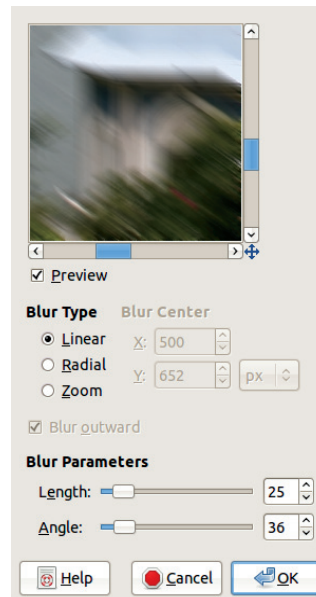 Preview
Blur Type Blur Center
Linear X: 500
Radial Y: 652 px
Zoom
Blur outward
Blur Parameters
Length: 25
Angle: 36
Help Cancel OK